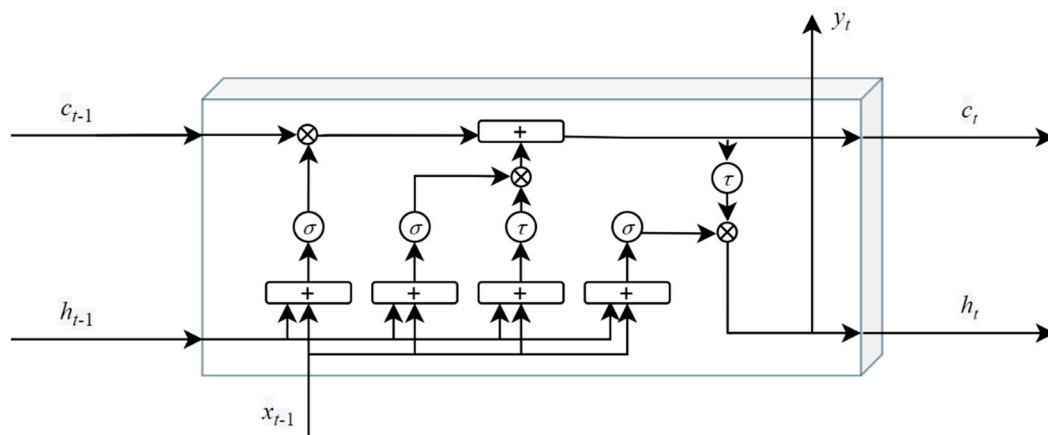 y_t
c_{t-1}
c_t
+
τ
σ
σ
τ
σ
+
+
+
+
h_{t-1}
h_t
x_{t-1}